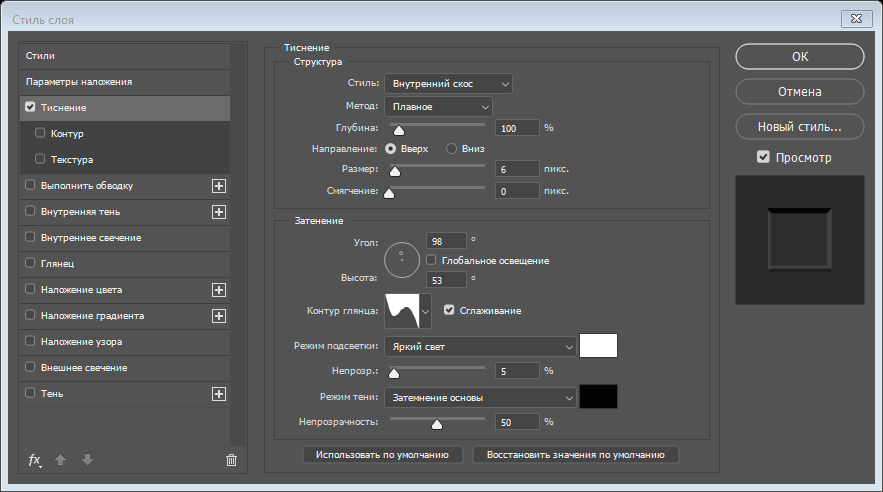 Стиль слоя
Стили
Параметры наложения
Тиснение
Контур
Текстура
Выполнить обводку
Внутренняя тень
Внутреннее свечение
Глянец
Наложение цвета
Наложение градиента
Наложение узора
Внешнее свечение
Тень
fx
Тиснение
Структура
Стиль: Внутренний скос
Метод: Плавное
Глубина: 100 %
Направление: Вверх Вниз
Размер: 6 пикс.
Смягчение: 0 пикс.
Затенение
Угол: 98 °
Глобальное освещение
Высота: 53 °
Контур глянца: Сглаживание
Режим подсветки: Яркий свет
Непрозр.: 5 %
Режим тени: Затемнение основы
Непрозрачность: 50 %
Использовать по умолчанию Восстановить значения по умолчанию
ОК
Отмена
Новый стиль...
Просмотр